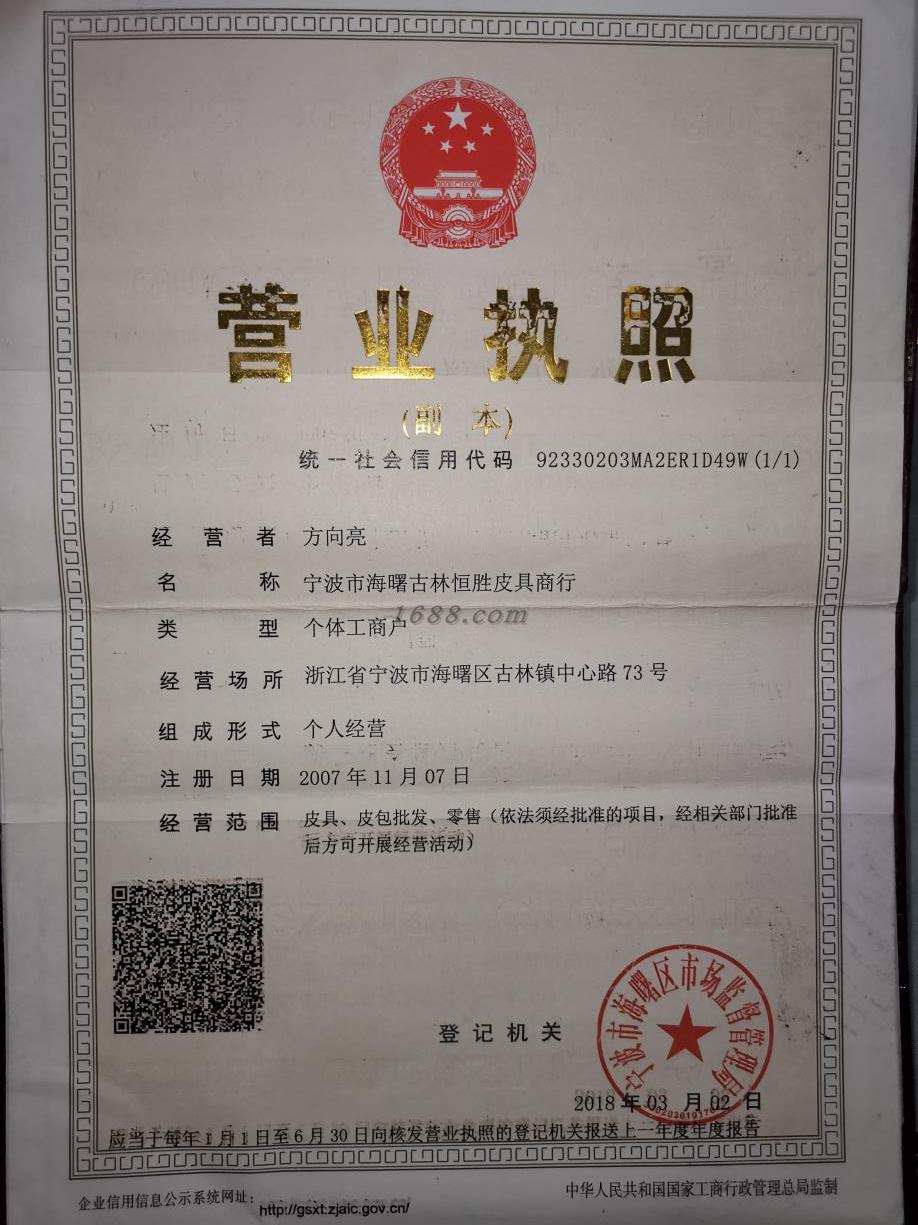 营业执照
(副 本)
统一社会信用代码 92330203MA2ER1D49W(1/1)
经营者 方向亮
名称 宁波市海曙古林恒胜皮具商行
1688.com
类型 个体工商户
经营场所 浙江省宁波市海曙区古林镇中心路73号
组成形式 个人经营
注册日期 2007年11月07日
经营范围 皮具、皮包批发、零售（依法须经批准的项目，经相关部门批准
后方可开展经营活动）
宁波市海曙区市场监督管理局
登记机关
2018年03月02日
应当于每年1月1日至6月30日向核发营业执照的登记机关报送上一年度年度报告
企业信用信息公示系统网址：http://gsxt.zjaic.gov.cn/
中华人民共和国国家工商行政管理总局监制